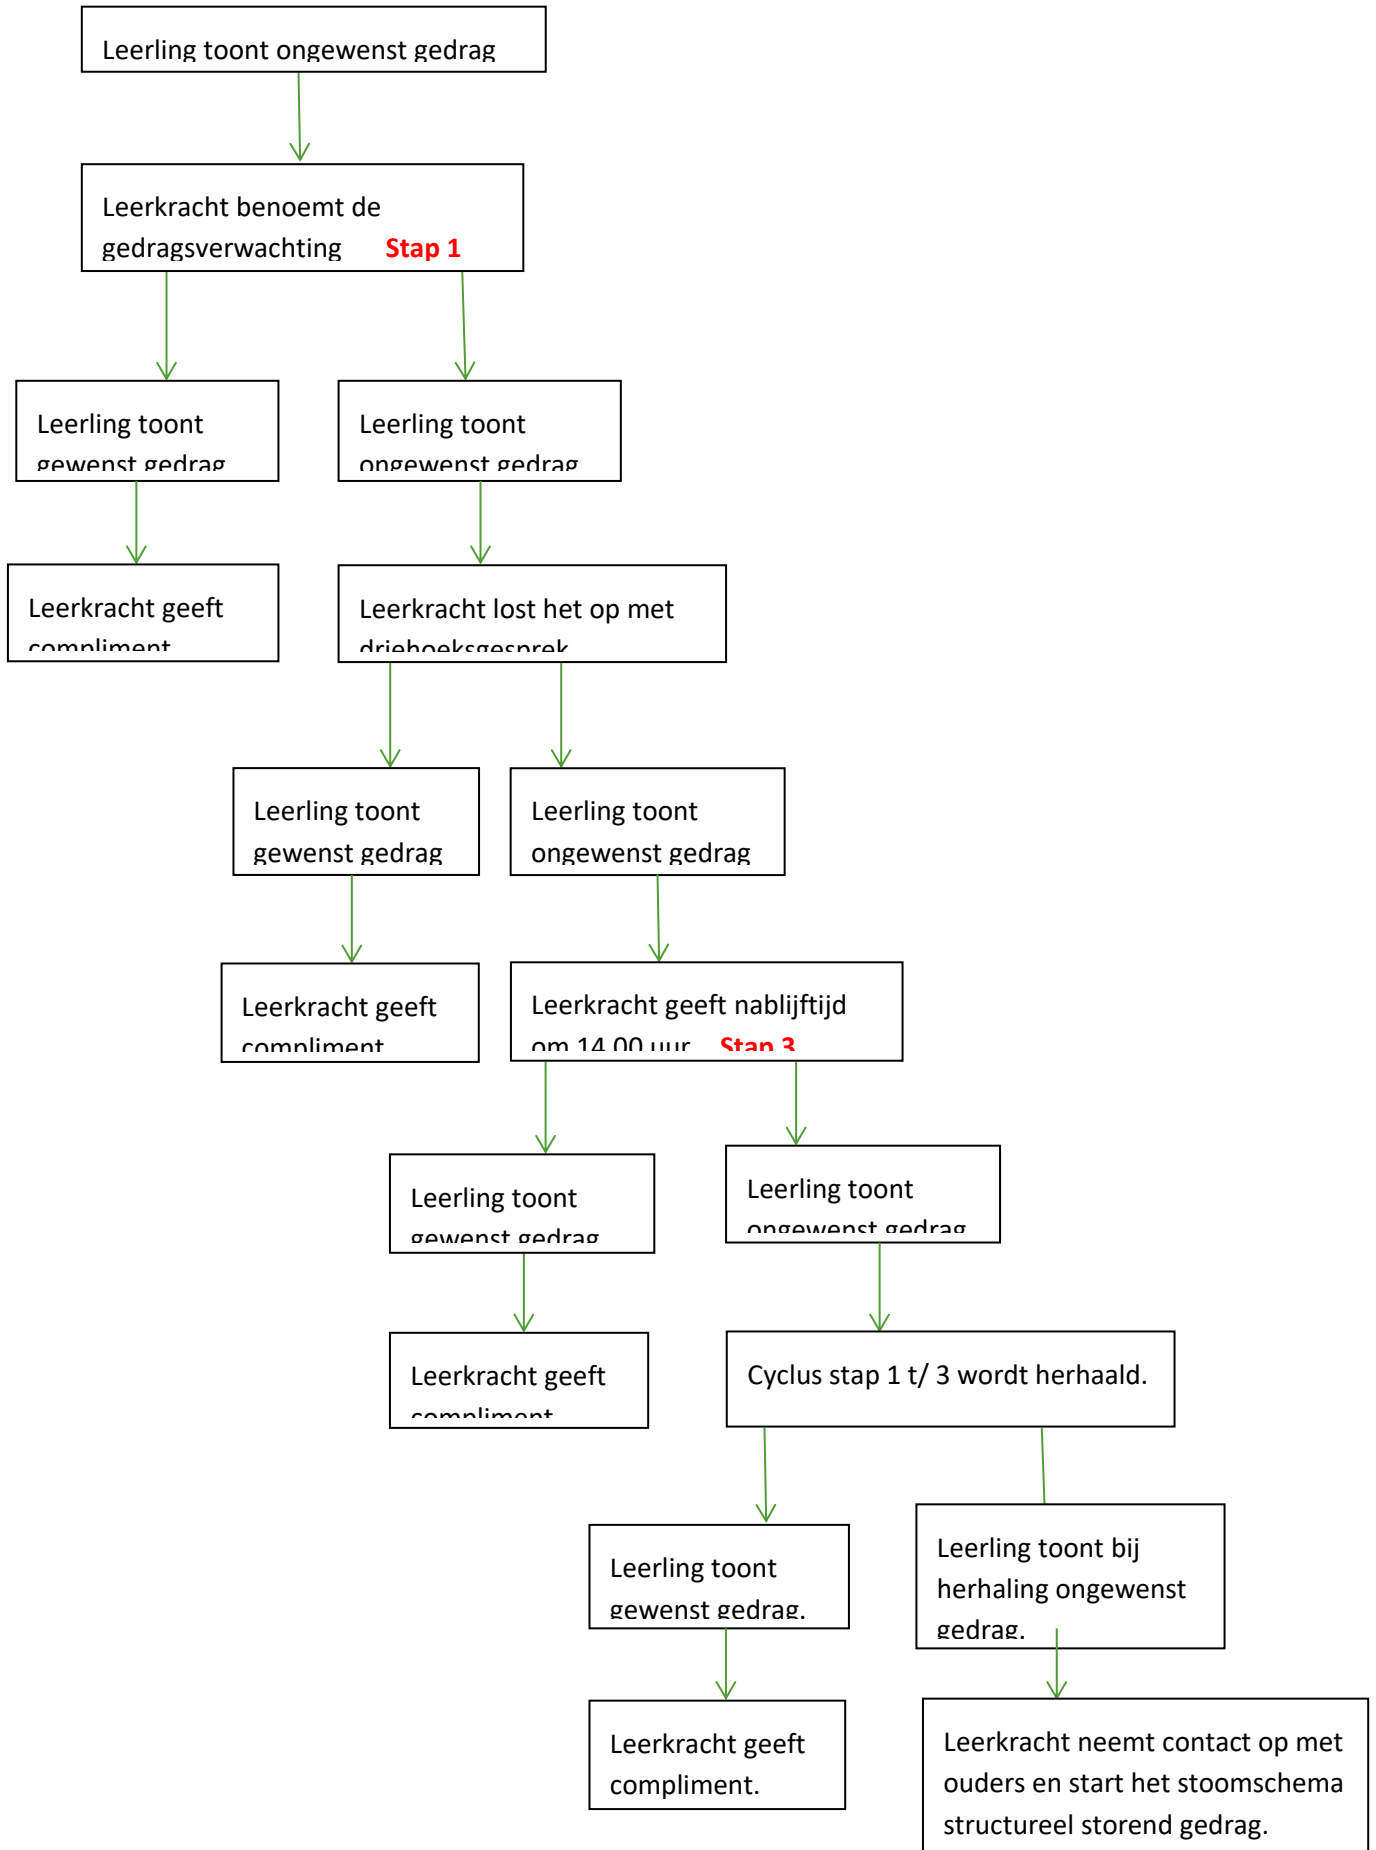 Leerling toont ongewenst gedrag
Leerkracht benoemt de
gedragsverwachting Stap 1
Leerling toont
gewenst gedrag
Leerling toont
ongewenst gedrag
Leerkracht geeft
compliment
Leerkracht lost het op met
driehoeksgesprek
Leerling toont
gewenst gedrag
Leerling toont
ongewenst gedrag
Leerkracht geeft
compliment
Leerkracht geeft nablijftijd
om 14.00 uur Stap 3
Leerling toont
gewenst gedrag
Leerling toont
ongewenst gedrag
Leerkracht geeft
compliment
Cyclus stap 1 t/ 3 wordt herhaald.
Leerling toont
gewenst gedrag.
Leerling toont bij
herhaling ongewenst
gedrag.
Leerkracht geeft
compliment.
Leerkracht neemt contact op met
ouders en start het stoomschema
structureel storend gedrag.